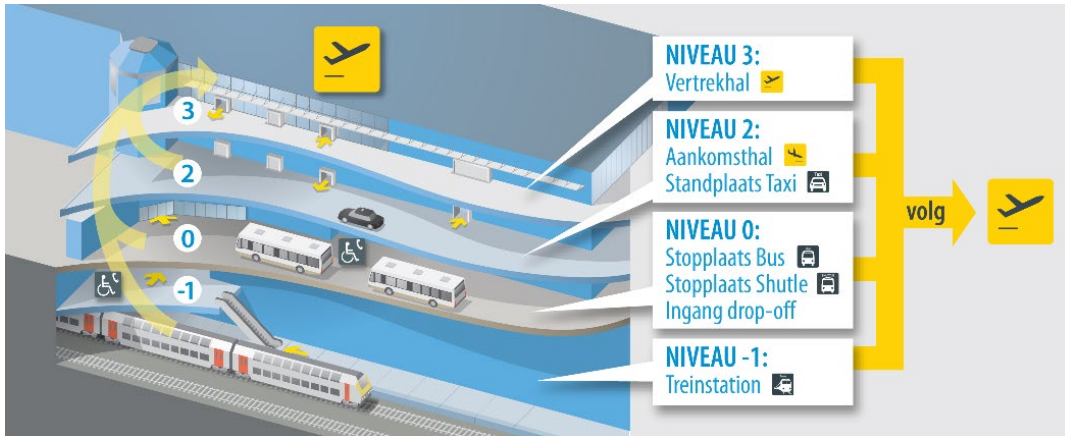 3
2
0
-1
NIVEAU 3:
Vertrekhal
NIVEAU 2:
Aankomsthal
Standplaats Taxi
NIVEAU 0:
Stopplaats Bus
Stopplaats Shuttle
Ingang drop-off
NIVEAU -1:
Treinstation
volg